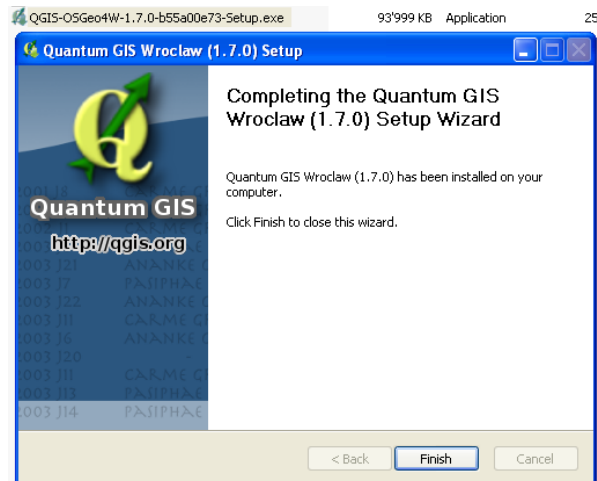 QGIS-OSGeo4W-1.7.0-b55a00e73-Setup.exe 93'999 KB Application 25
Quantum GIS Wroclaw (1.7.0) Setup
Completing the Quantum GIS
Wroclaw (1.7.0) Setup Wizard
Quantum GIS Wroclaw (1.7.0) has been installed on your
computer.
Click Finish to close this wizard.
Quantum GIS
http://qgis.org
2003 J21 ANANKE G
2003 J7 PASIPHAE
2003 J22 ANANKE G
2003 J11 CARME GR
2003 J6 ANANKE G
2003 J20 -
2003 J11 CARME GR
2003 J13 PASIPHAE
2003 J14 PASIPHAE
< Back Finish Cancel